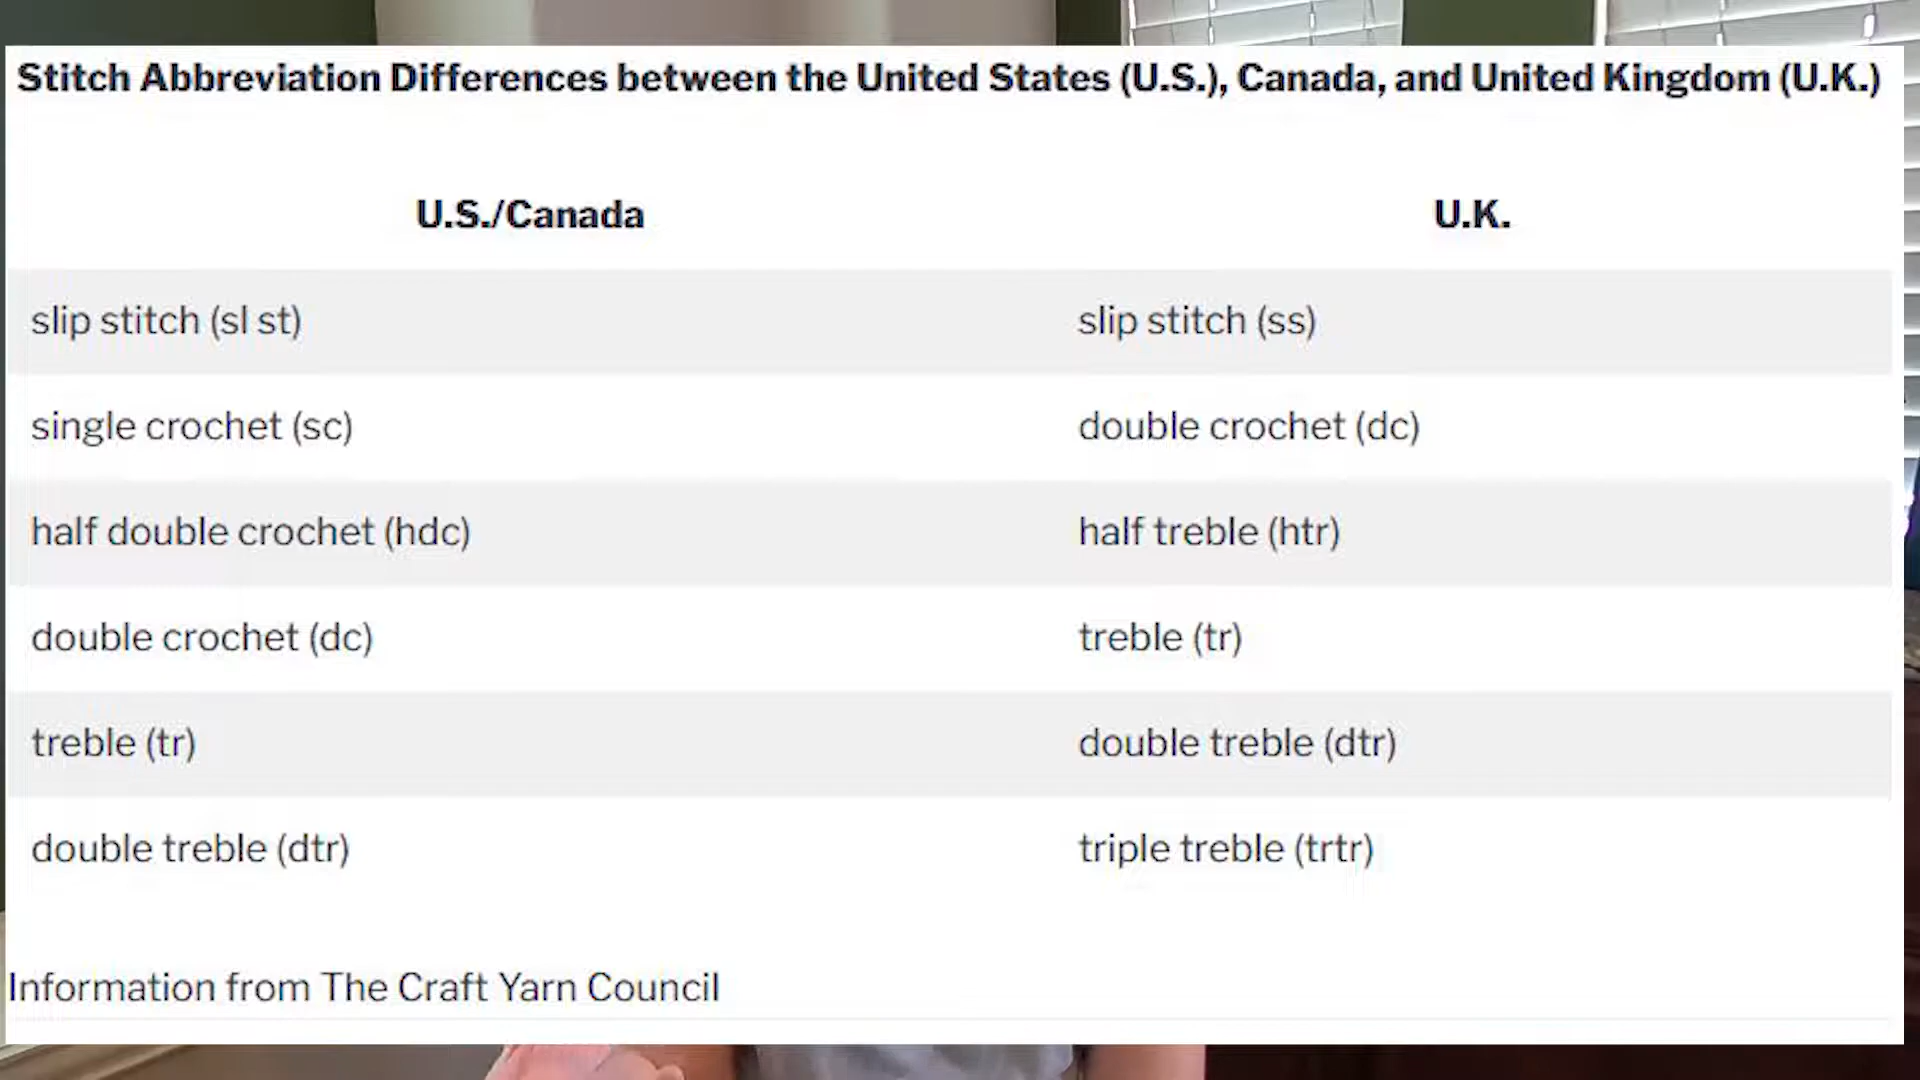 Stitch Abbreviation Differences between the United States (U.S.), Canada, and United Kingdom (U.K.)
U.S./Canada U.K.
slip stitch (sl st) slip stitch (ss)
single crochet (sc) double crochet (dc)
half double crochet (hdc) half treble (htr)
double crochet (dc) treble (tr)
treble (tr) double treble (dtr)
double treble (dtr) triple treble (trtr)
Information from The Craft Yarn Council